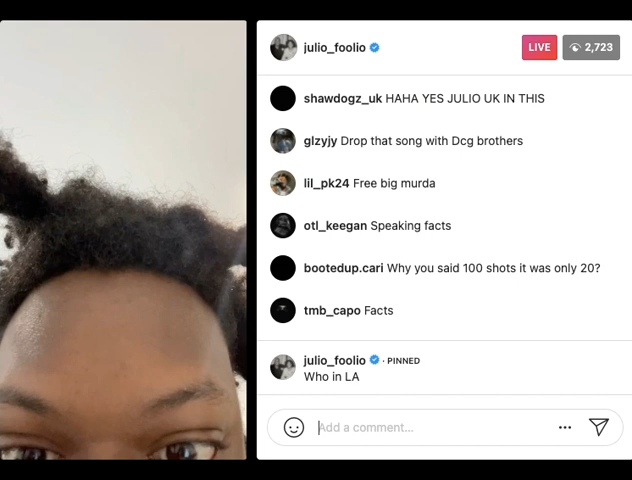 julio_foolio LIVE 2,723
shawdogz_uk HAHA YES JULIO UK IN THIS
glzyjy Drop that song with Dcg brothers
lil_pk24 Free big murda
otl_keegan Speaking facts
bootedup.cari Why you said 100 shots it was only 20?
tmb_capo Facts
julio_foolio · PINNED
Who in LA
Add a comment...